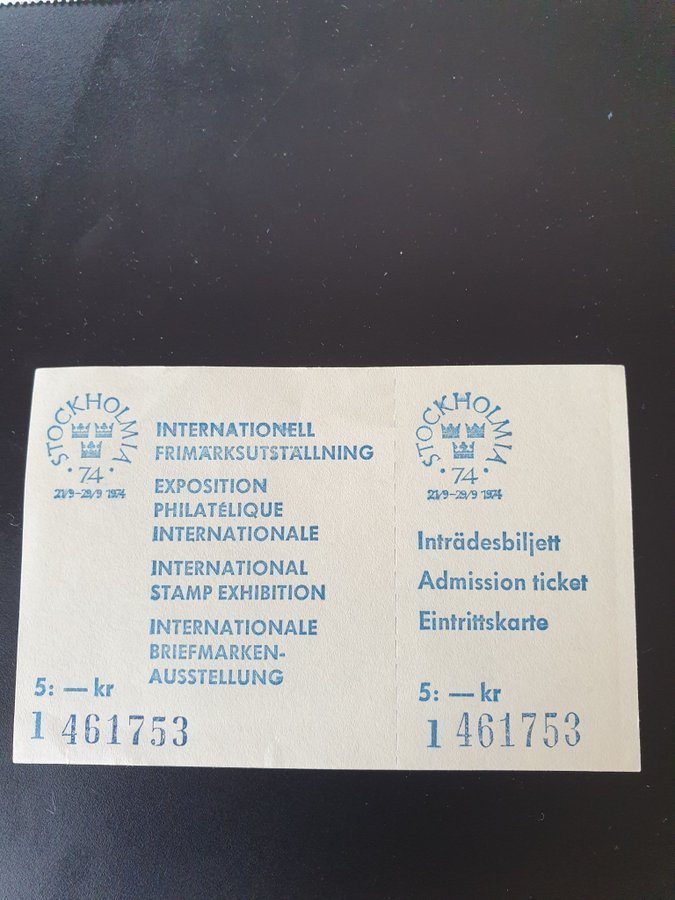 STOCKHOLMIA
· 74 ·
21/9-29/9 1974
INTERNATIONELL
FRIMÄRKSUTSTÄLLNING
EXPOSITION
PHILATÉLIQUE
INTERNATIONALE
INTERNATIONAL
STAMP EXHIBITION
INTERNATIONALE
BRIEFMARKEN-
AUSSTELLUNG
5: — kr
1 461753
STOCKHOLMIA
· 74 ·
21/9-29/9 1974
Inträdesbiljett
Admission ticket
Eintrittskarte
5: — kr
1 461753